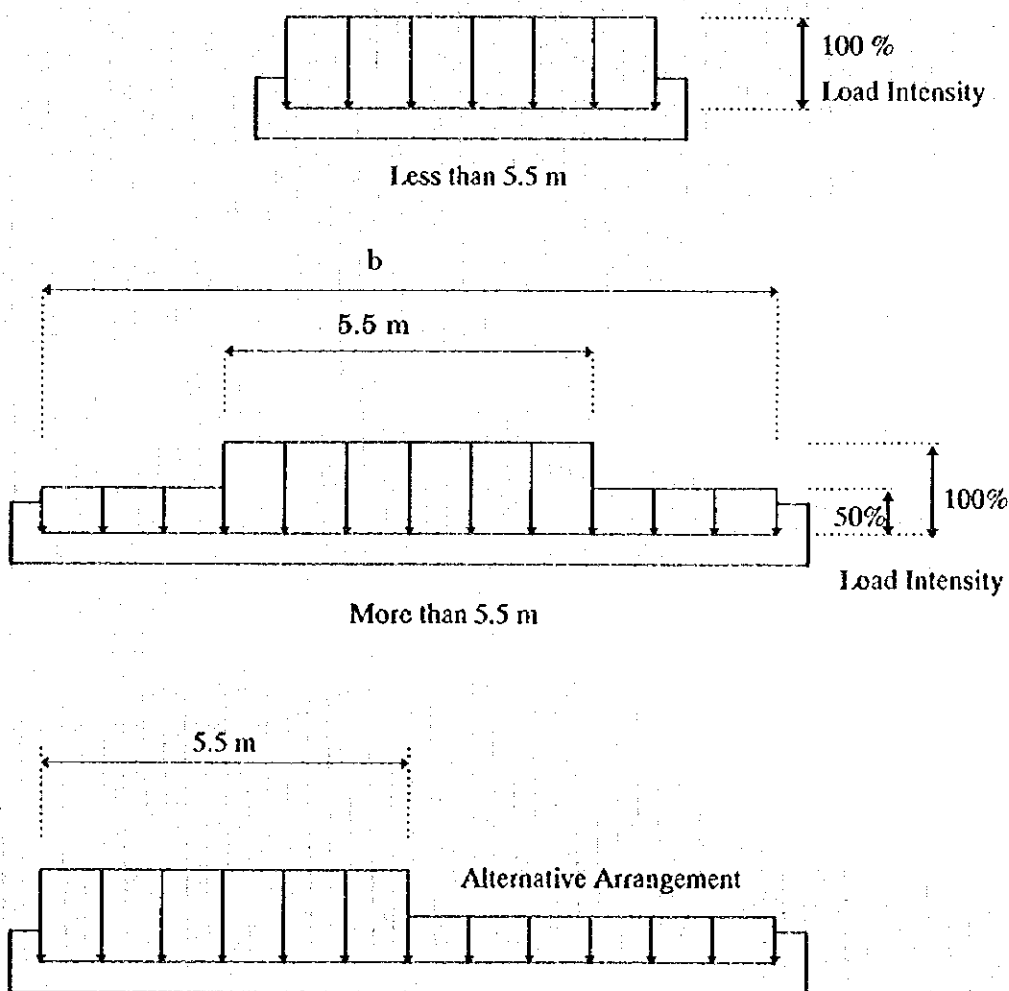 100 %
Load Intensity
Less than 5.5 m
b
5.5 m
50%
100%
Load Intensity
More than 5.5 m
5.5 m
Alternative Arrangement